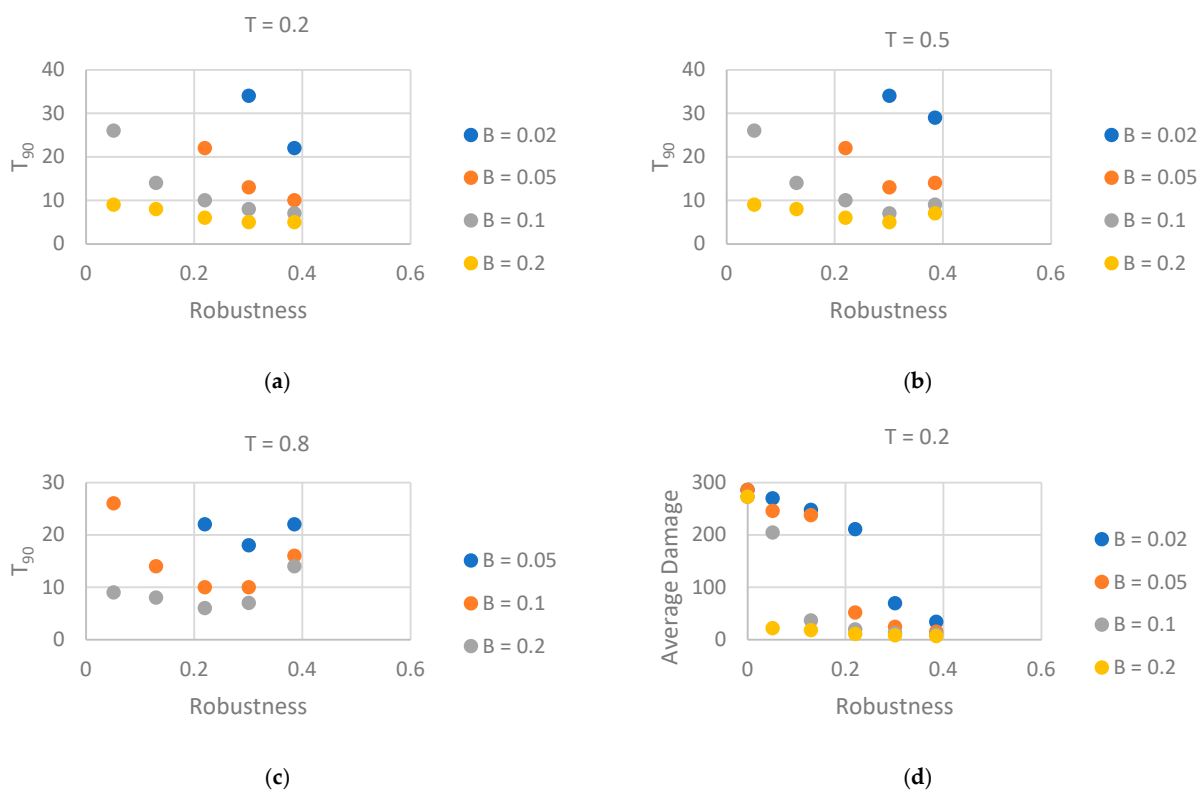 T = 0.2
40
30
20
10
0
T₉₀
0
0.2
0.4
0.6
Robustness
B = 0.02
B = 0.05
B = 0.1
B = 0.2
(a)
T = 0.5
40
30
20
10
0
T₉₀
0
0.2
0.4
0.6
Robustness
B = 0.02
B = 0.05
B = 0.1
B = 0.2
(b)
T = 0.8
30
20
10
0
T₉₀
0
0.2
0.4
0.6
Robustness
B = 0.05
B = 0.1
B = 0.2
(c)
T = 0.2
300
200
100
0
Average Damage
0
0.2
0.4
0.6
Robustness
B = 0.02
B = 0.05
B = 0.1
B = 0.2
(d)